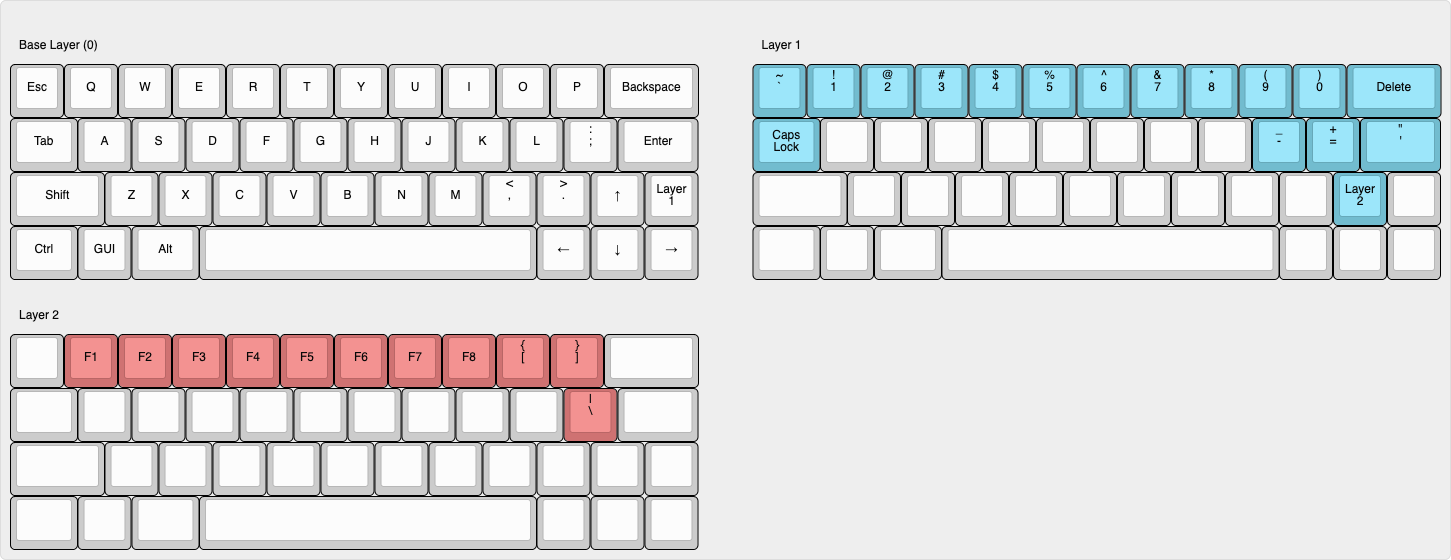 Base Layer (0)
Esc Q W E R T Y U I O P Backspace
Tab A S D F G H J K L : ; Enter
Shift Z X C V B N M < , > . ↑ Layer 1
Ctrl GUI Alt ← ↓ →
Layer 1
~ ` ! 1 @ 2 # 3 $ 4 % 5 ^ 6 & 7 * 8 ( 9 ) 0 Delete
Caps Lock _ - + = " '
Layer 2
Layer 2
F1 F2 F3 F4 F5 F6 F7 F8 { [ } ]
| \